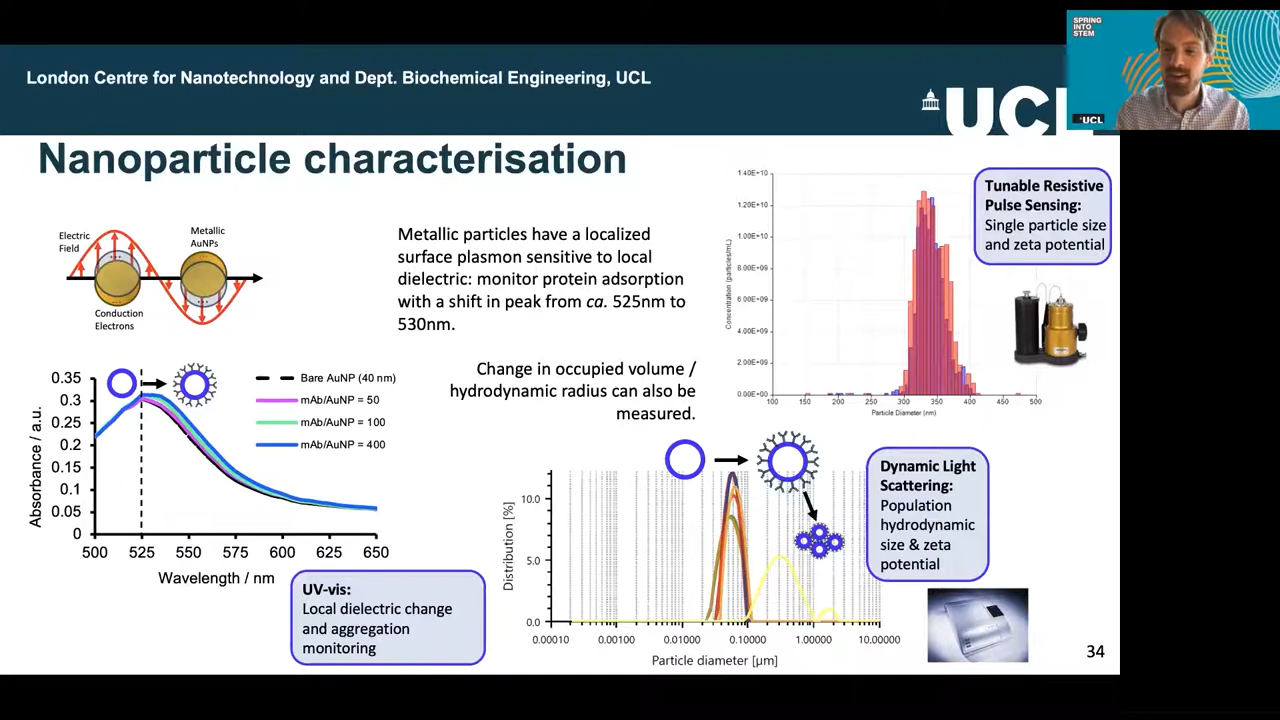 SPRING
INTO
STEM
UCL
London Centre for Nanotechnology and Dept. Biochemical Engineering, UCL
UCL
Nanoparticle characterisation
Electric
Field
Metallic
AuNPs
Conduction
Electrons
Metallic particles have a localized
surface plasmon sensitive to local
dielectric: monitor protein adsorption
with a shift in peak from ca. 525nm to
530nm.
1.40E+10
1.20E+10
1.00E+10
8.00E+09
6.00E+09
4.00E+09
2.00E+09
0.00E+00
Concentration (particles/mL)
100 150 200 250 300 350 400 450 500
Particle Diameter (nm)
Tunable Resistive
Pulse Sensing:
Single particle size
and zeta potential
0.35
0.3
0.25
0.2
0.15
0.1
0.05
0
Absorbance / a.u.
500 525 550 575 600 625 650
Wavelength / nm
Bare AuNP (40 nm)
mAb/AuNP = 50
mAb/AuNP = 100
mAb/AuNP = 400
Change in occupied volume /
hydrodynamic radius can also be
measured.
UV-vis:
Local dielectric change
and aggregation
monitoring
10.0
5.0
0.0
Distribution [%]
0.00010 0.00100 0.01000 0.10000 1.00000 10.00000
Particle diameter [µm]
Dynamic Light
Scattering:
Population
hydrodynamic
size & zeta
potential
34